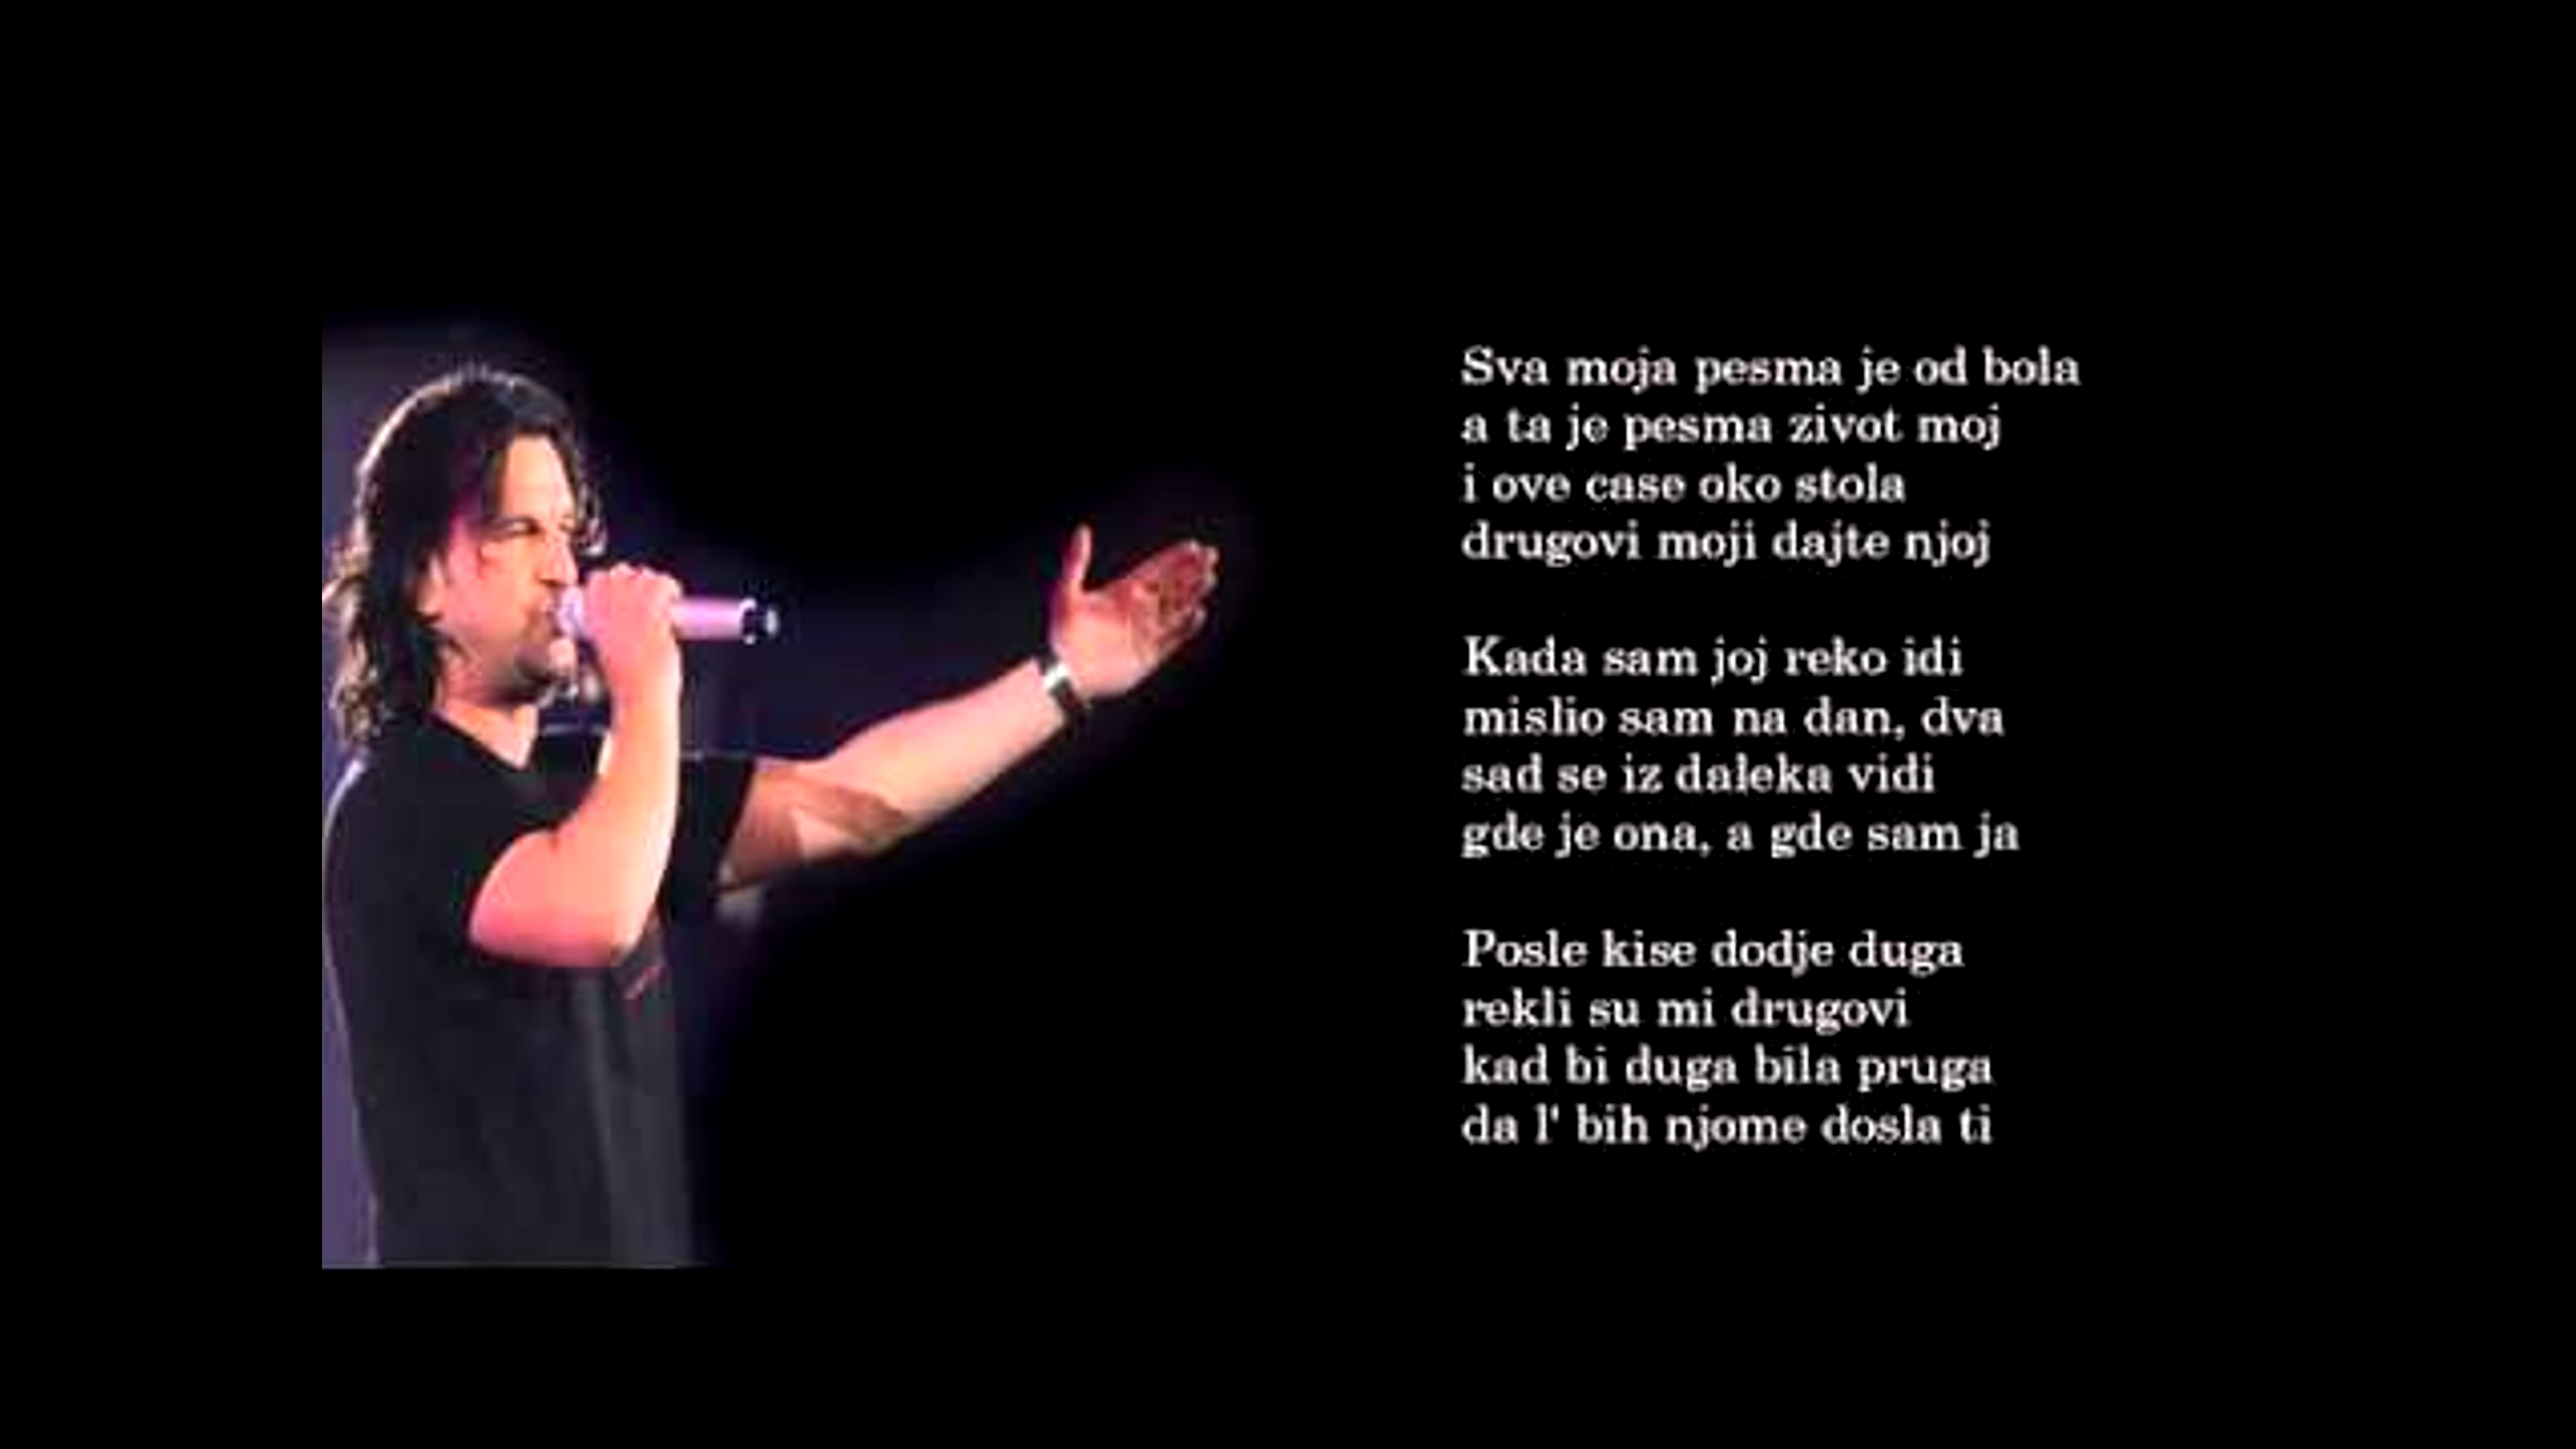 Sva moja pesma je od bola
a ta je pesma zivot moj
i ove case oko stola
drugovi moji dajte njoj
Kada sam joj reko idi
mislio sam na dan, dva
sad se iz daleka vidi
gde je ona, a gde sam ja
Posle kise dodje duga
rekli su mi drugovi
kad bi duga bila pruga
da l' bih njome dosla ti